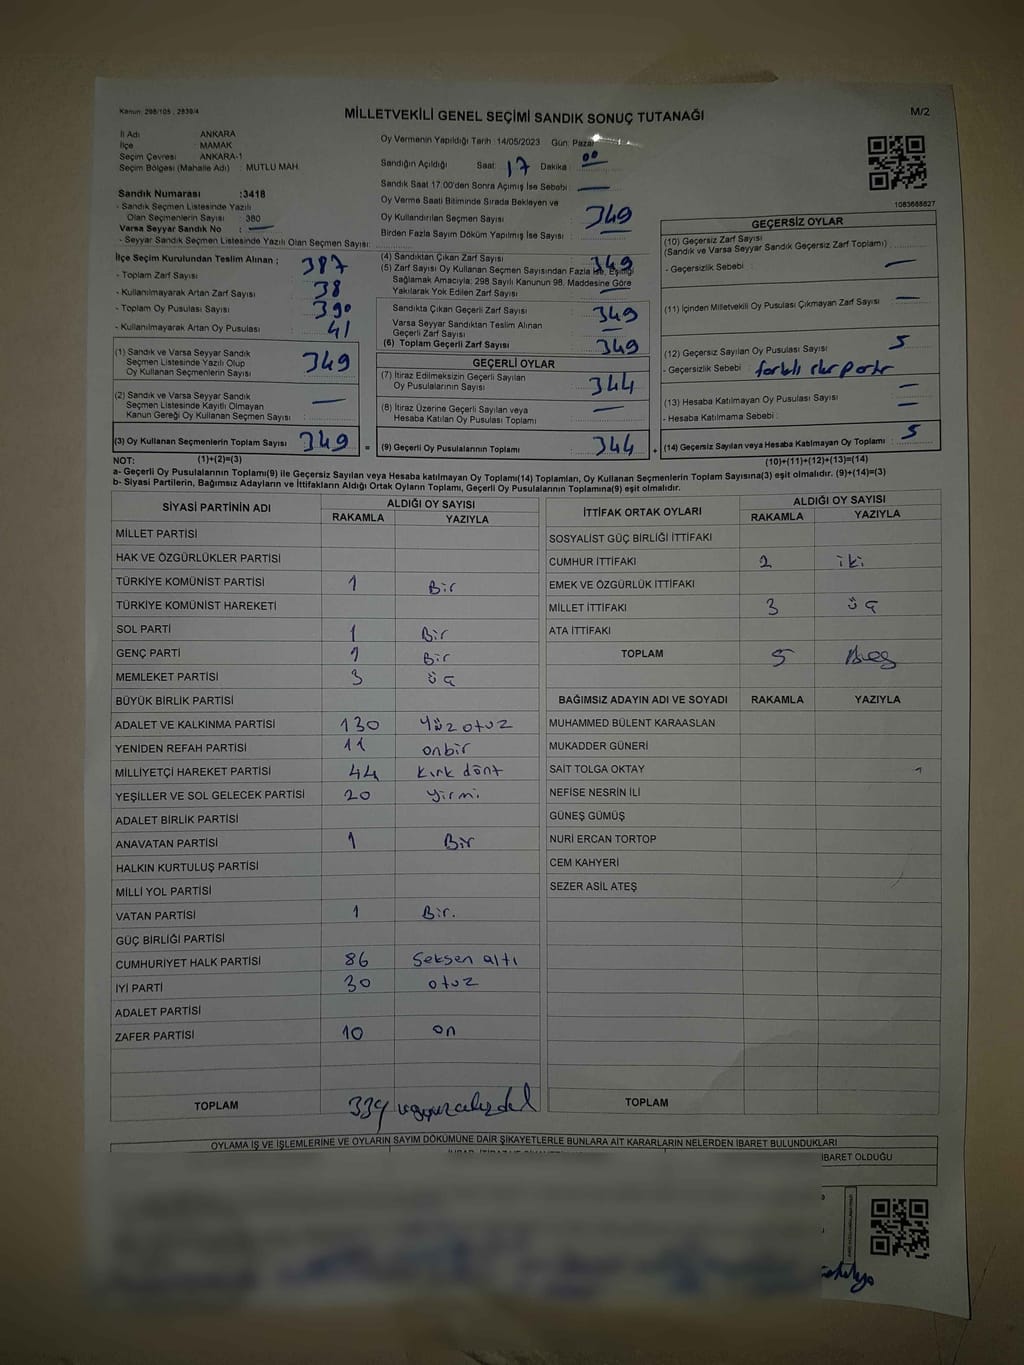 Kanun: 298/105 , 2839/4
MİLLETVEKİLİ GENEL SEÇİMİ SANDIK SONUÇ TUTANAĞI
M/2
İl Adı ANKARA
İlçe MAMAK
Seçim Çevresi ANKARA-1
Seçim Bölgesi (Mahalle Adı) : MUTLU MAH.
Sandık Numarası :3418
- Sandık Seçmen Listesinde Yazılı
Olan Seçmenlerin Sayısı : 380
Varsa Seyyar Sandık No : —
- Seyyar Sandık Seçmen Listesinde Yazılı Olan Seçmen Sayısı:
Oy Vermenin Yapıldığı Tarih :14/05/2023 Gün: Pazar
Sandığın Açıldığı Saat: 17 Dakika : 00
Sandık Saat 17.00'den Sonra Açımış İse Sebebi : —
Oy Verme Saati Bitiminde Sırada Bekleyen ve
Oy Kullandırılan Seçmen Sayısı : 349
Birden Fazla Sayım Döküm Yapılmış İse Sayısı : —
1083688827
İlçe Seçim Kurulundan Teslim Alınan ;
- Toplam Zarf Sayısı : 387
- Kullanılmayarak Artan Zarf Sayısı : 38
- Toplam Oy Pusulası Sayısı : 390
- Kullanılmayarak Artan Oy Pusulası : 41
(1) Sandık ve Varsa Seyyar Sandık
Seçmen Listesinde Yazılı Olup
Oy Kullanan Seçmenlerin Sayısı : 349
(2) Sandık ve Varsa Seyyar Sandık
Seçmen Listesinde Kayıtlı Olmayan
Kanun Gereği Oy Kullanan Seçmen Sayısı : —
(3) Oy Kullanan Seçmenlerin Toplam Sayısı : 349
(1)+(2)=(3)
(4) Sandıktan Çıkan Zarf Sayısı : 349
(5) Zarf Sayısı Oy Kullanan Seçmen Sayısından Fazla İse, Eşitliği
Sağlamak Amacıyla; 298 Sayılı Kanunun 98. Maddesine Göre
Yakılarak Yok Edilen Zarf Sayısı : —
Sandıkta Çıkan Geçerli Zarf Sayısı : 349
Varsa Seyyar Sandıktan Teslim Alınan
Geçerli Zarf Sayısı : —
(6) Toplam Geçerli Zarf Sayısı : 349
GEÇERLİ OYLAR
(7) İtiraz Edilmeksizin Geçerli Sayılan
Oy Pusulalarının Sayısı : 344
(8) İtiraz Üzerine Geçerli Sayılan veya
Hesaba Katılan Oy Pusulası Toplamı : —
= (9) Geçerli Oy Pusulalarının Toplamı : 344
GEÇERSİZ OYLAR
(10) Geçersiz Zarf Sayısı
(Sandık ve Varsa Seyyar Sandık Geçersiz Zarf Toplamı)
- Geçersizlik Sebebi : —
(11) İçinden Milletvekili Oy Pusulası Çıkmayan Zarf Sayısı : —
(12) Geçersiz Sayılan Oy Pusulası Sayısı : 5
- Geçersizlik Sebebi : farklı
(13) Hesaba Katılmayan Oy Pusulası Sayısı : —
- Hesaba Katılmama Sebebi : —
+ (14) Geçersiz Sayılan veya Hesaba Katılmayan Oy Toplamı : 5
(10)+(11)+(12)+(13)=(14)
NOT:
a- Geçerli Oy Pusulalarının Toplamı(9) ile Geçersiz Sayılan veya Hesaba katılmayan Oy Toplamı(14) Toplamları, Oy Kullanan Seçmenlerin Toplam Sayısına(3) eşit olmalıdır. (9)+(14)=(3)
b- Siyasi Partilerin, Bağımsız Adayların ve İttifakların Aldığı Ortak Oyların Toplamı, Geçerli Oy Pusulalarının Toplamına(9) eşit olmalıdır.
SİYASİ PARTİNİN ADI ALDIĞI OY SAYISI
RAKAMLA YAZIYLA
MİLLET PARTİSİ
HAK VE ÖZGÜRLÜKLER PARTİSİ
TÜRKİYE KOMÜNİST PARTİSİ 1 Bir
TÜRKİYE KOMÜNİST HAREKETİ
SOL PARTİ 1 Bir
GENÇ PARTİ 1 Bir
MEMLEKET PARTİSİ 3 üç
BÜYÜK BİRLİK PARTİSİ
ADALET VE KALKINMA PARTİSİ 130 Yüz otuz
YENİDEN REFAH PARTİSİ 11 onbir
MİLLİYETÇİ HAREKET PARTİSİ 44 Kırk dört
YEŞİLLER VE SOL GELECEK PARTİSİ 20 yirmi
ADALET BİRLİK PARTİSİ
ANAVATAN PARTİSİ 1 Bir
HALKIN KURTULUŞ PARTİSİ
MİLLİ YOL PARTİSİ
VATAN PARTİSİ 1 Bir.
GÜÇ BİRLİĞİ PARTİSİ
CUMHURİYET HALK PARTİSİ 86 Seksen altı
İYİ PARTİ 30 otuz
ADALET PARTİSİ
ZAFER PARTİSİ 10 on
TOPLAM 339
İTTİFAK ORTAK OYLARI ALDIĞI OY SAYISI
RAKAMLA YAZIYLA
SOSYALİST GÜÇ BİRLİĞİ İTTİFAKI
CUMHUR İTTİFAKI 2 iki
EMEK VE ÖZGÜRLÜK İTTİFAKI
MİLLET İTTİFAKI 3 üç
ATA İTTİFAKI
TOPLAM 5 Beş
BAĞIMSIZ ADAYIN ADI VE SOYADI RAKAMLA YAZIYLA
MUHAMMED BÜLENT KARAASLAN
MUKADDER GÜNERİ
SAİT TOLGA OKTAY
NEFİSE NESRİN İLİ
GÜNEŞ GÜMÜŞ
NURİ ERCAN TORTOP
CEM KAHYERİ
SEZER ASİL ATEŞ
TOPLAM
OYLAMA İŞ VE İŞLEMLERİNE VE OYLARIN SAYIM DÖKÜMÜNE DAİR ŞİKAYETLERLE BUNLARA AİT KARARLARIN NELERDEN İBARET BULUNDUKLARI
İBARET OLDUĞU